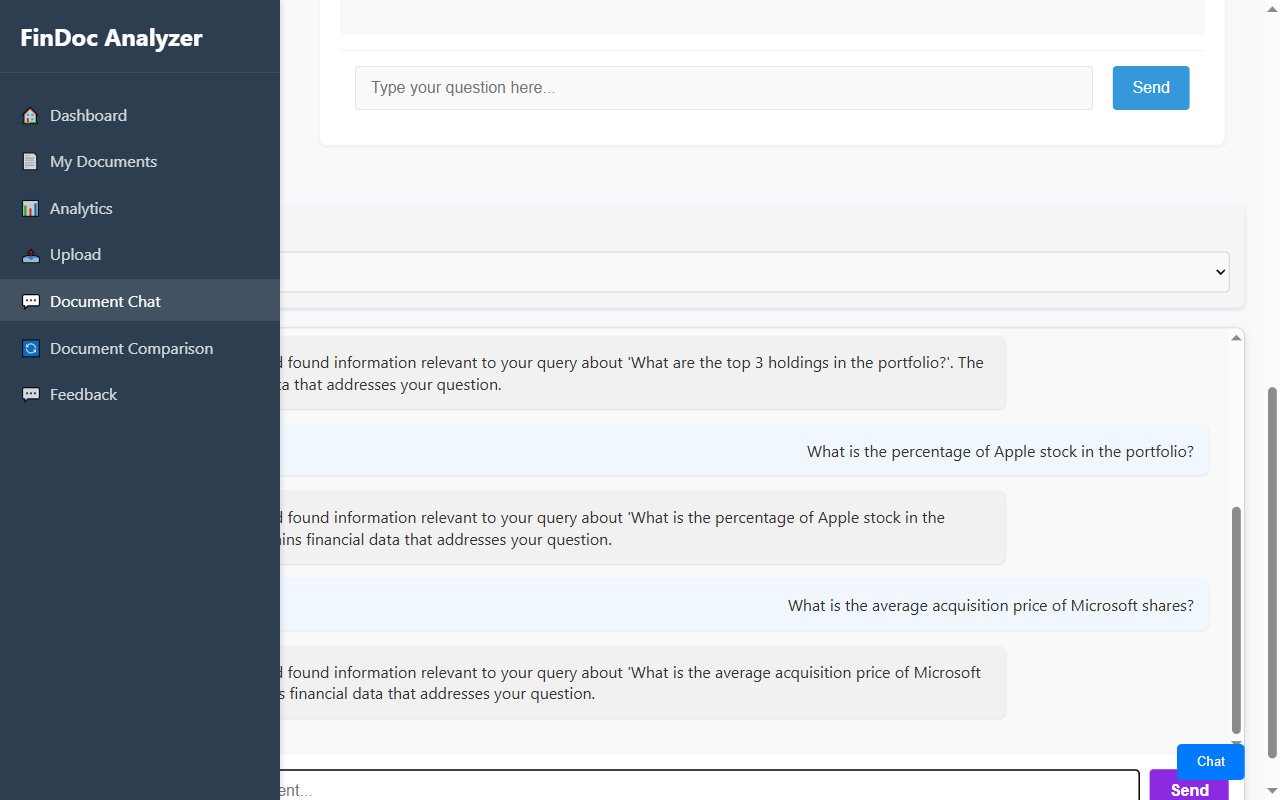 FinDoc Analyzer
Dashboard
My Documents
Analytics
Upload
Document Chat
Document Comparison
Feedback
Type your question here...
Send
found information relevant to your query about 'What are the top 3 holdings in the portfolio?'. The
that addresses your question.
What is the percentage of Apple stock in the portfolio?
found information relevant to your query about 'What is the percentage of Apple stock in the
financial data that addresses your question.
What is the average acquisition price of Microsoft shares?
found information relevant to your query about 'What is the average acquisition price of Microsoft
financial data that addresses your question.
Chat
Send